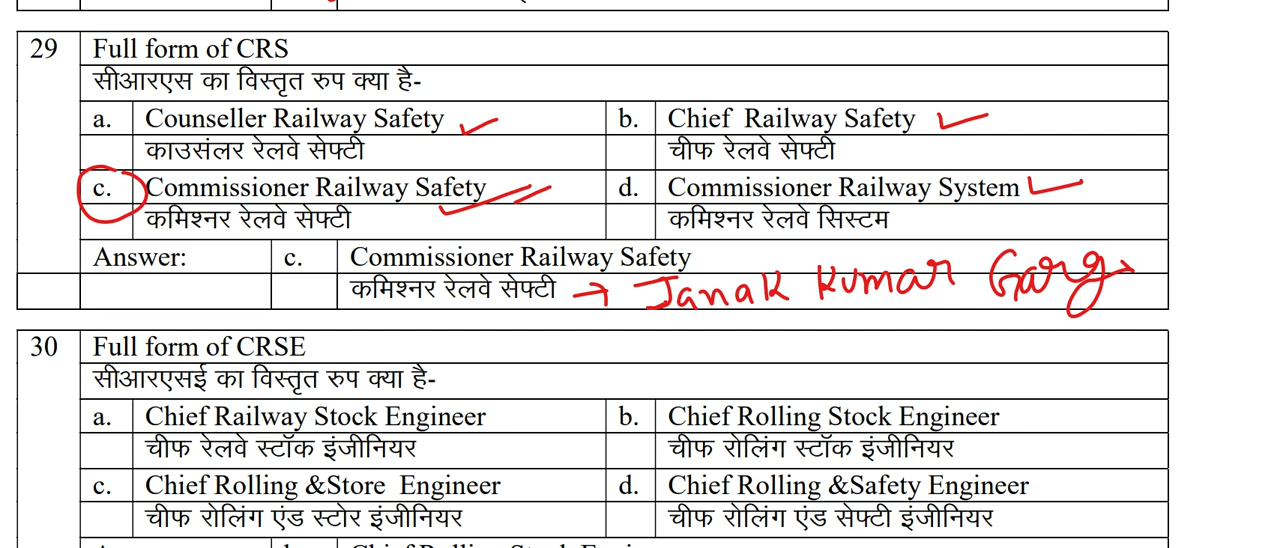 29 Full form of CRS
सीआरएस का विस्तृत रुप क्या है-
a. Counseller Railway Safety b. Chief Railway Safety
काउसंलर रेलवे सेफ्टी चीफ रेलवे सेफ्टी
c. Commissioner Railway Safety d. Commissioner Railway System
कमिश्नर रेलवे सेफ्टी कमिश्नर रेलवे सिस्टम
Answer: c. Commissioner Railway Safety
कमिश्नर रेलवे सेफ्टी → Janak Kumar Garg
30 Full form of CRSE
सीआरएसई का विस्तृत रुप क्या है-
a. Chief Railway Stock Engineer b. Chief Rolling Stock Engineer
चीफ रेलवे स्टॉक इंजीनियर चीफ रोलिंग स्टॉक इंजीनियर
c. Chief Rolling &Store Engineer d. Chief Rolling &Safety Engineer
चीफ रोलिंग एंड स्टोर इंजीनियर चीफ रोलिंग एंड सेफ्टी इंजीनियर